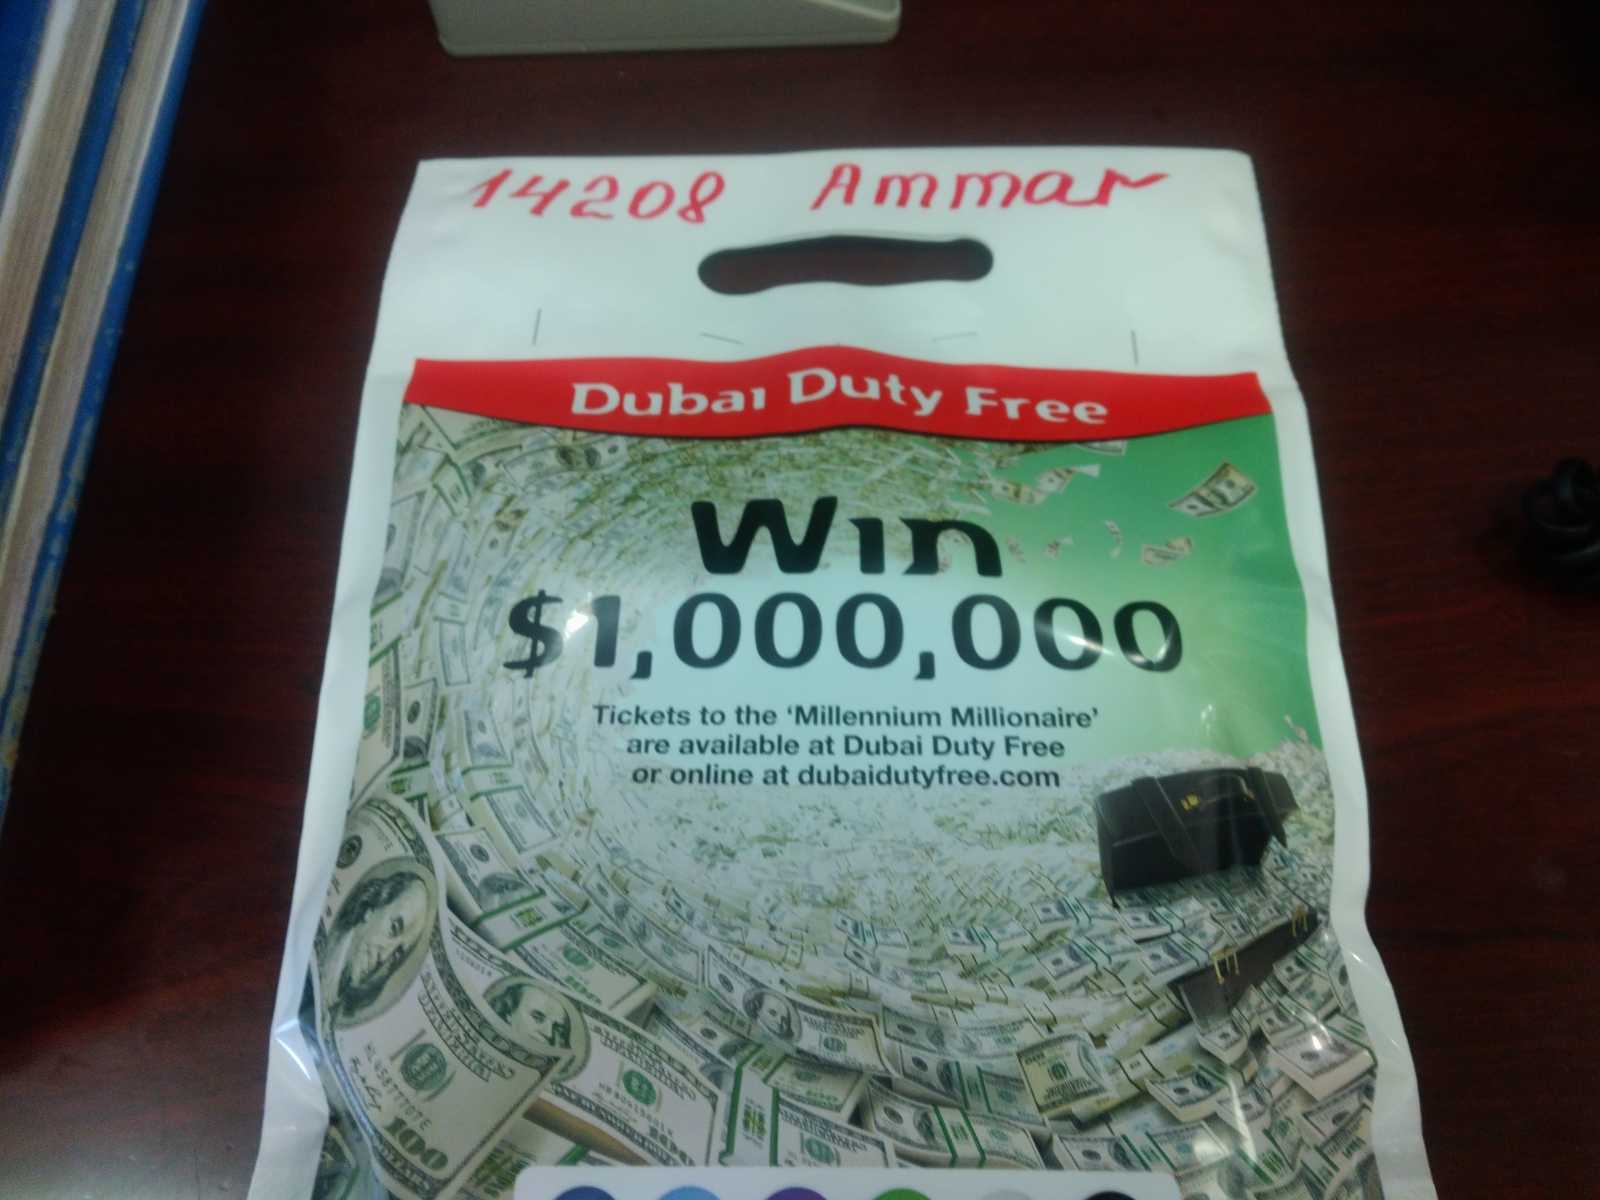 14208 Ammar
Dubai Duty Free
Win
$1,000,000
Tickets to the ‘Millennium Millionaire’
are available at Dubai Duty Free
or online at dubaidutyfree.com
100